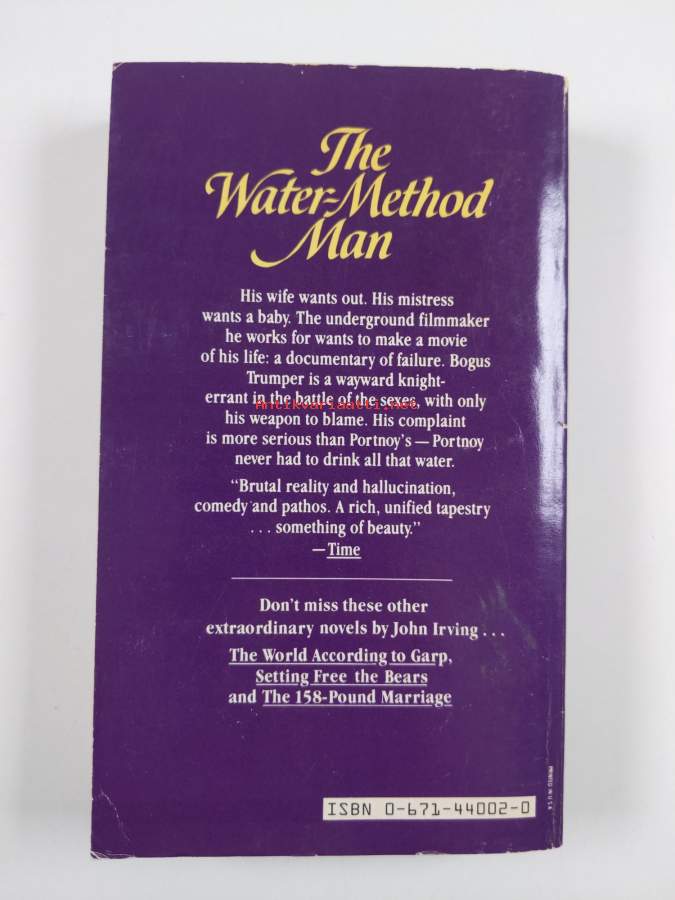 The
Water-Method
Man
His wife wants out. His mistress
wants a baby. The underground filmmaker
he works for wants to make a movie
of his life: a documentary of failure. Bogus
Trumper is a wayward knight-
errant in the battle of the sexes, with only
Antikvariaatti.net
his weapon to blame. His complaint
is more serious than Portnoy's — Portnoy
never had to drink all that water.
"Brutal reality and hallucination,
comedy and pathos. A rich, unified tapestry
. . . something of beauty."
—Time
Don't miss these other
extraordinary novels by John Irving . . .
The World According to Garp,
Setting Free the Bears
and The 158-Pound Marriage
ISBN 0-671-44002-0
PRINTED IN U.S.A.